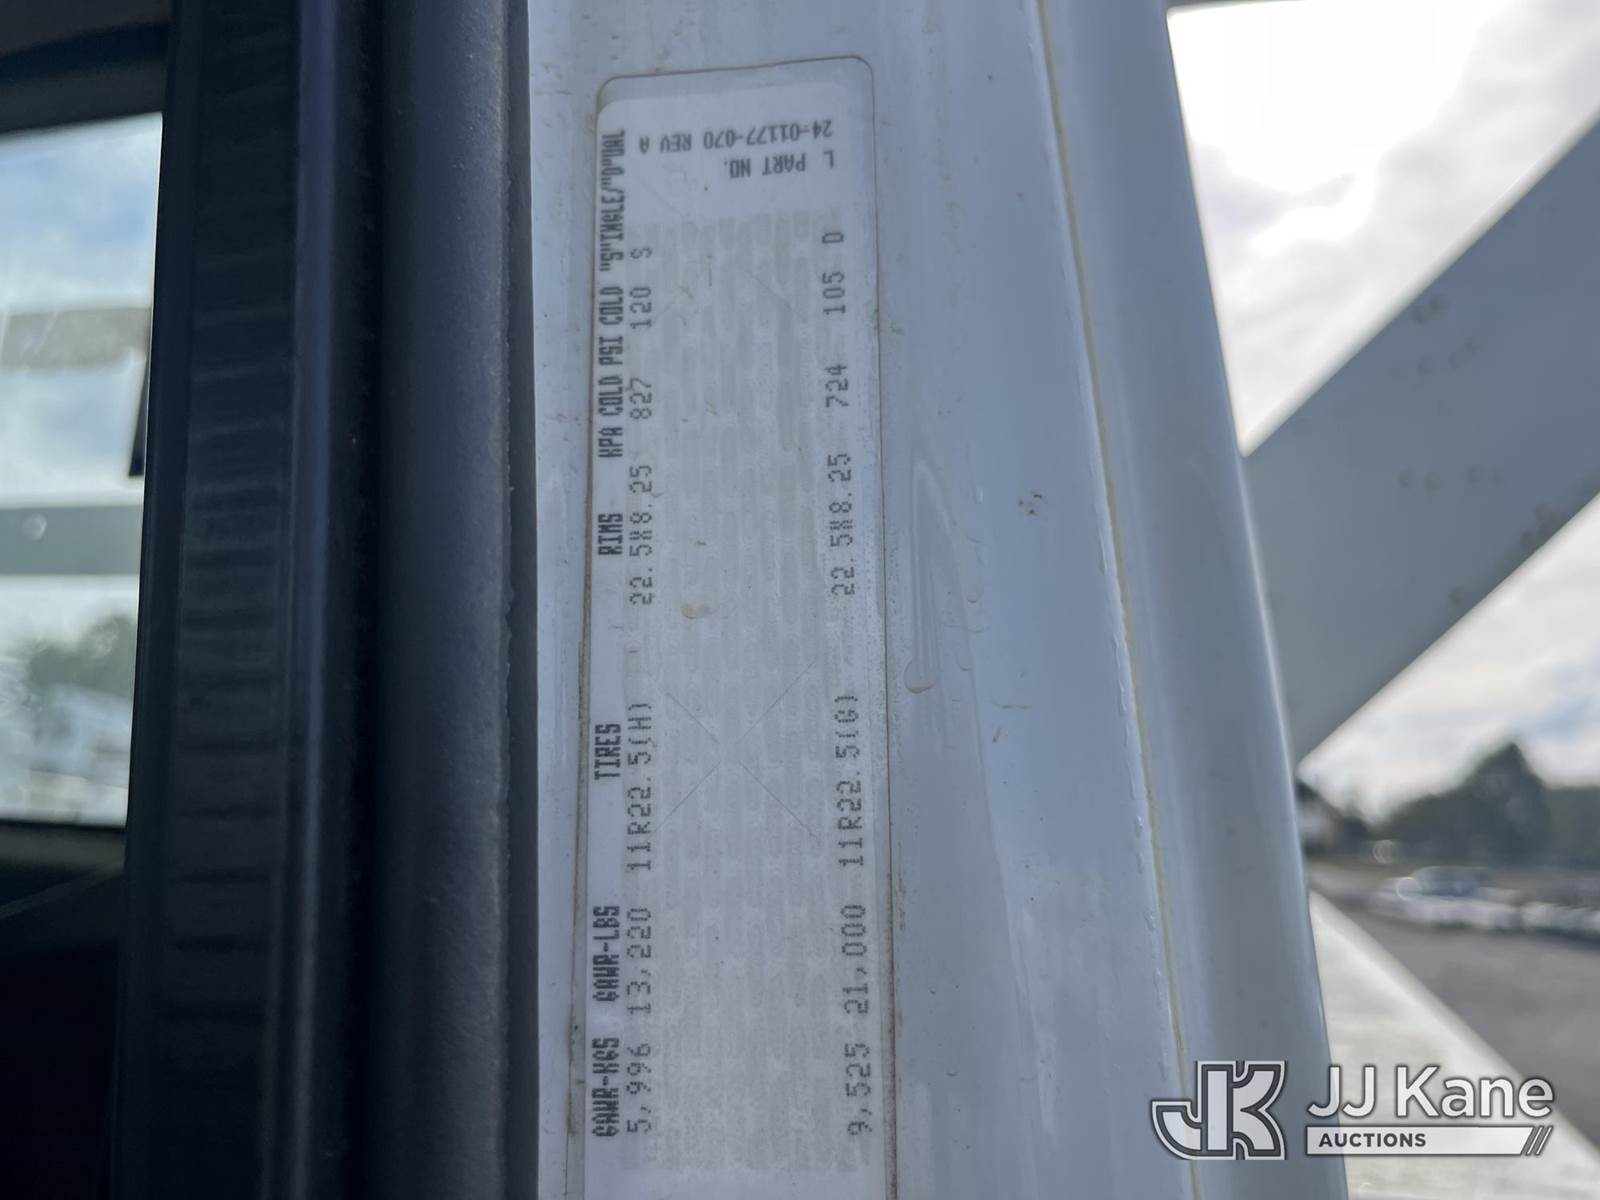 GAWR-KGS GAWR-LBS TIRES RIMS KPA COLD PSI COLD "S"INGLE/"D"UAL
5,996 13,220 11R22.5(H) 22.5X8.25 827 120 S
9,525 21,000 11R22.5(G) 22.5X8.25 724 105 D
L PART NO.
24-01177-070 REV A
JK JJ Kane
AUCTIONS